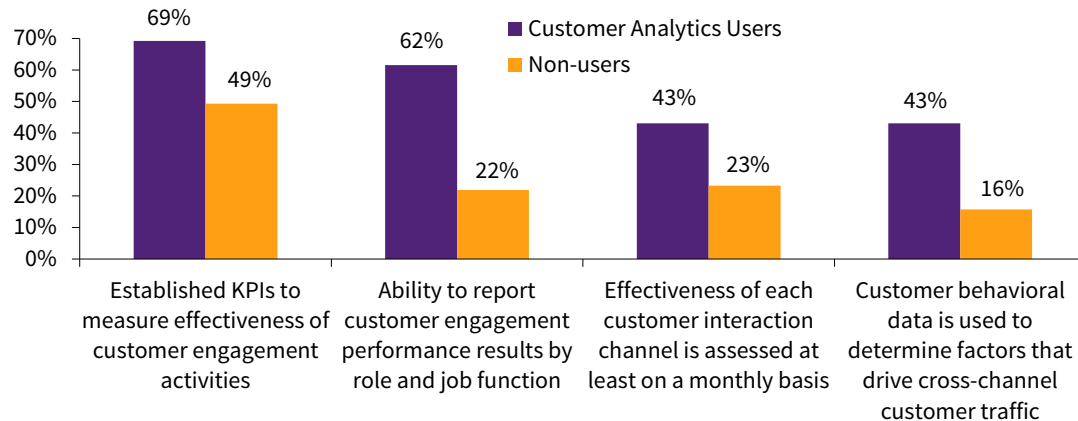 69%
Customer Analytics Users
Non-users
62%
49%
43%
43%
22%
23%
16%
70%
60%
50%
40%
30%
20%
10%
0%
Established KPIs to
measure effectiveness of
customer engagement
activities
Ability to report
customer engagement
performance results by
role and job function
Effectiveness of each
customer interaction
channel is assessed at
least on a monthly basis
Customer behavioral
data is used to
determine factors that
drive cross-channel
customer traffic